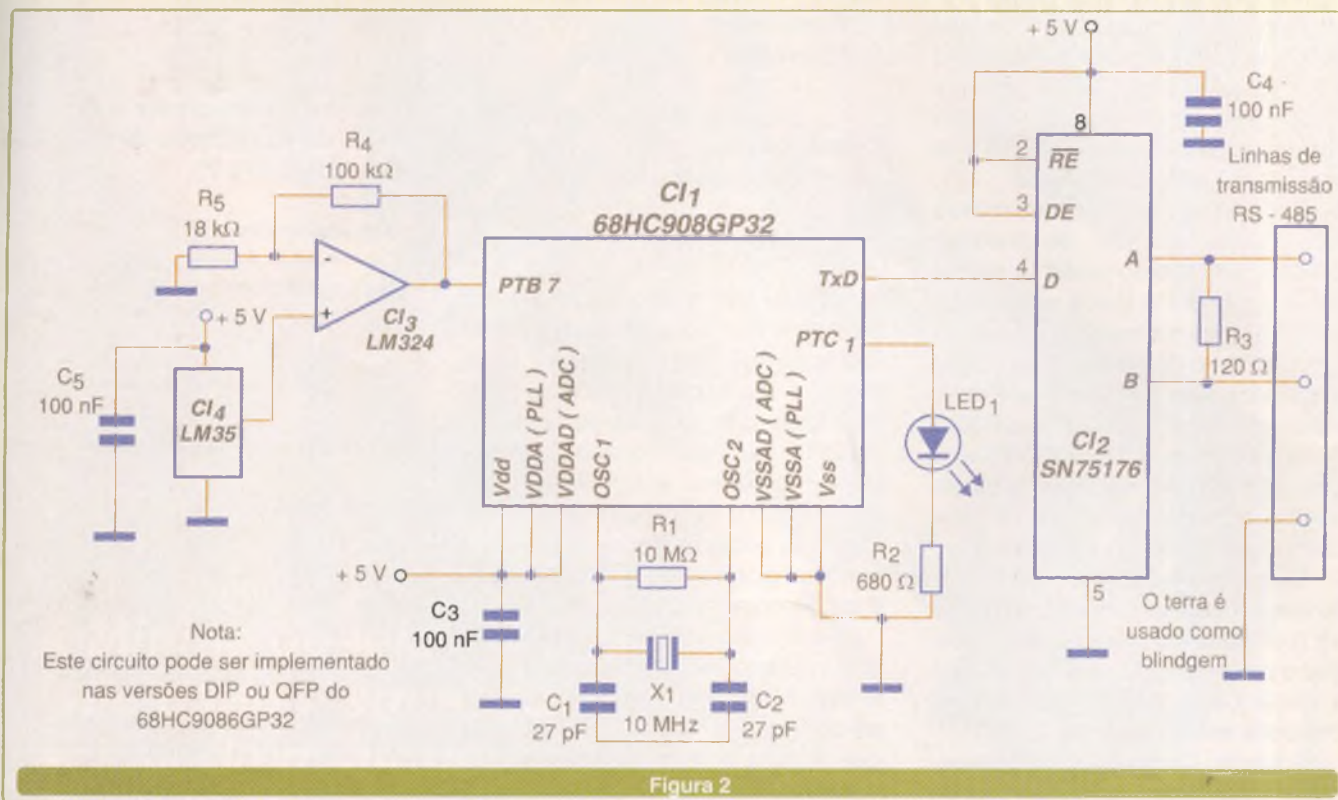 + 5 V
C4
100 nF
R4
100 kΩ
R5
18 kΩ
-
+
CI3
LM324
+ 5 V
C5
100 nF
CI4
LM35
CI1
68HC908GP32
PTB 7
TxD
PTC 1
Vdd
VDDA ( PLL )
VDDAD ( ADC )
OSC 1
OSC 2
VSSAD ( ADC )
VSSA ( PLL )
Vss
+ 5 V
C3
100 nF
R1
10 MΩ
X1
10 MHz
C1
27 pF
C2
27 pF
LED1
R2
680 Ω
8
2
RE
3
DE
4
D
A
B
CI2
SN75176
5
R3
120 Ω
Linhas de
transmissão
RS - 485
O terra é
usado como
blindgem
Nota:
Este circuito pode ser implementado
nas versões DIP ou QFP do
68HC9086GP32
Figura 2